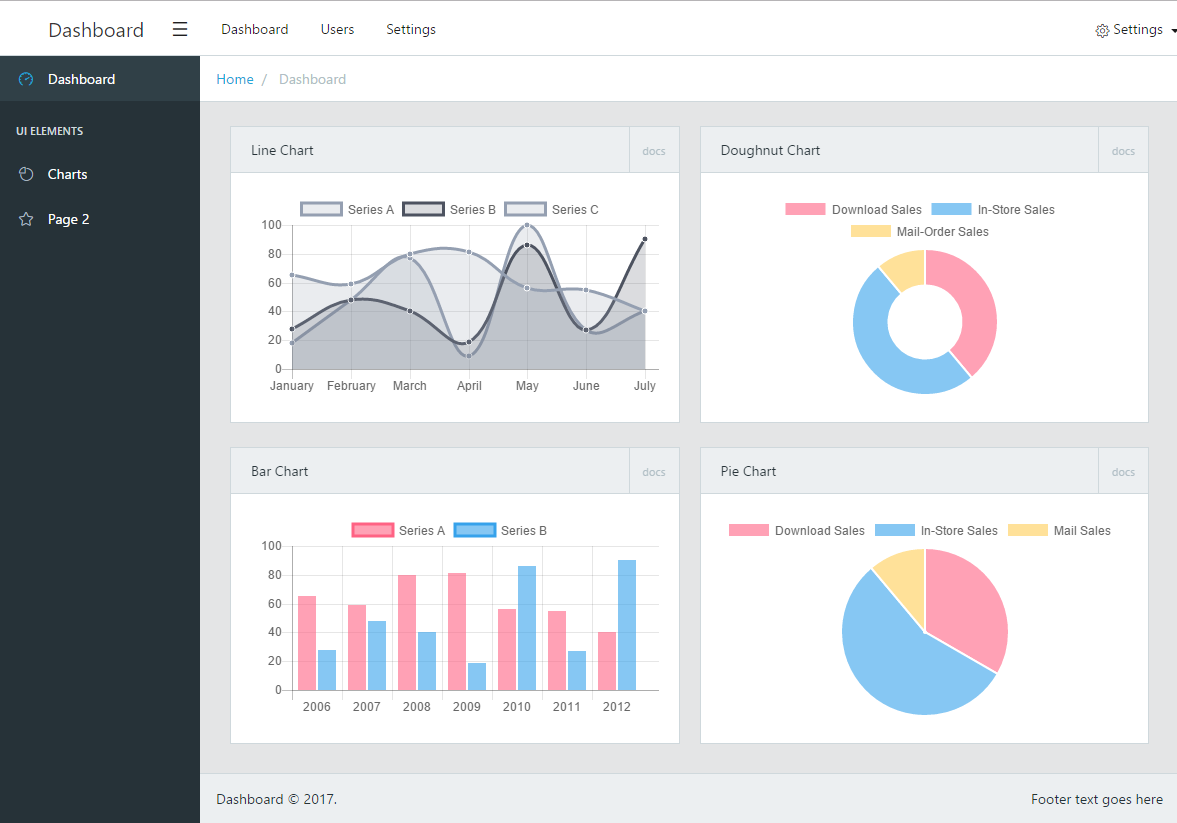 Dashboard ☰ Dashboard Users Settings Settings
Dashboard
Home / Dashboard
UI ELEMENTS
Charts
Page 2
Line Chart docs
Series A Series B Series C
100
80
60
40
20
0
January February March April May June July
Doughnut Chart docs
Download Sales In-Store Sales
Mail-Order Sales
Bar Chart docs
Series A Series B
100
80
60
40
20
0
2006 2007 2008 2009 2010 2011 2012
Pie Chart docs
Download Sales In-Store Sales Mail Sales
Dashboard © 2017. Footer text goes here